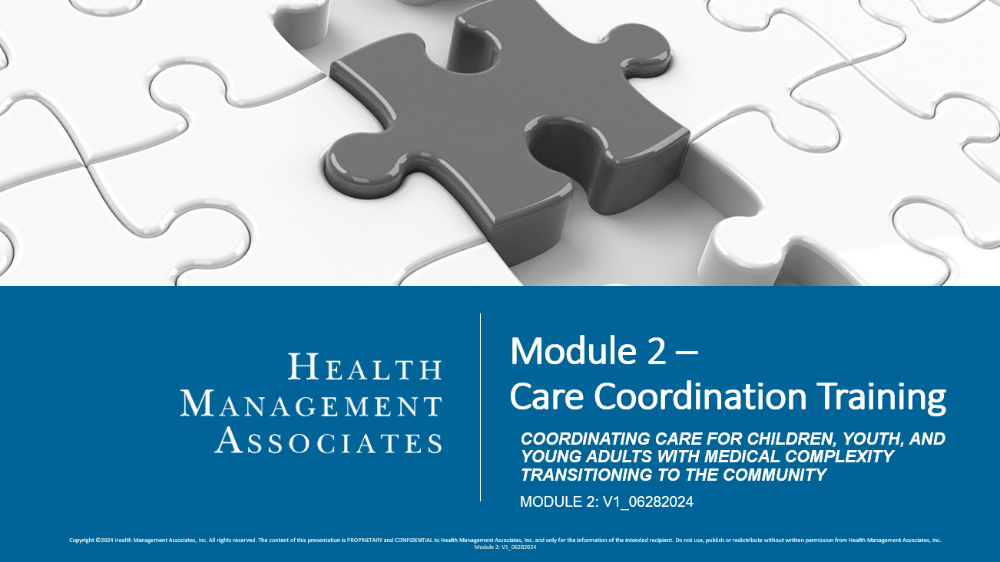 HEALTH
MANAGEMENT
ASSOCIATES
Module 2 –
Care Coordination Training
COORDINATING CARE FOR CHILDREN, YOUTH, AND
YOUNG ADULTS WITH MEDICAL COMPLEXITY
TRANSITIONING TO THE COMMUNITY
MODULE 2: V1_06282024
Copyright ©2024 Health Management Associates, Inc. All rights reserved. The content of this presentation is PROPRIETARY and CONFIDENTIAL to Health Management Associates, Inc. and only for the information of the intended recipient. Do not use, publish or redistribute without written permission from Health Management Associates, Inc.
Module 2: V1_06282024